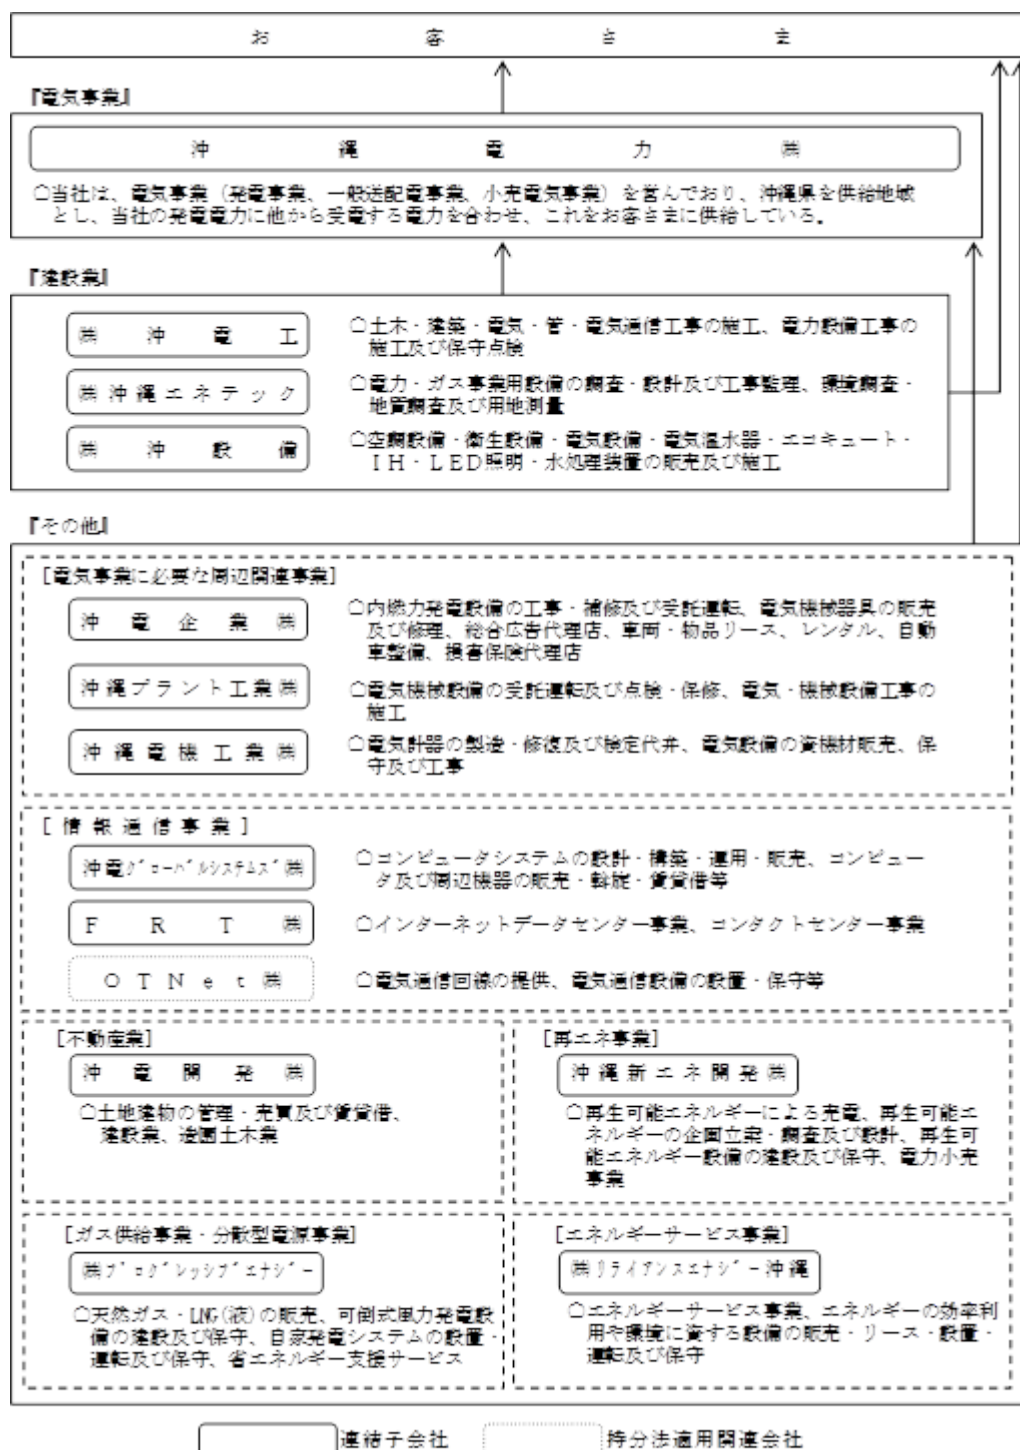 お客さま
『電気事業』
沖縄電力㈱
○当社は、電気事業（発電事業、一般送配電事業、小売電気事業）を営んでおり、沖縄県を供給地域
とし、当社の発電電力に他から受電する電力を合わせ、これをお客さまに供給している。
『建設業』
㈱沖電工
○土木・建築・電気・管・電気通信工事の施工、電力設備工事の
施工及び保守点検
㈱沖縄エネテック
○電力・ガス事業用設備の調査・設計及び工事監理、環境調査・
地質調査及び用地測量
㈱沖設備
○空調設備・衛生設備・電気設備・電気温水器・エコキュート・
ＩＨ・ＬＥＤ照明・水処理装置の販売及び施工
『その他』
[電気事業に必要な周辺関連事業]
沖電企業㈱
○内燃力発電設備の工事・補修及び受託運転、電気機械器具の販売
及び修理、総合広告代理店、車両・物品リース、レンタル、自動
車整備、損害保険代理店
沖縄プラント工業㈱
○電気機械設備の受託運転及び点検・保修、電気・機械設備工事の
施工
沖縄電機工業㈱
○電気計器の製造・修復及び検定代弁、電気設備の資機材販売、保
守及び工事
[情報通信事業]
沖電ｸﾞﾛｰﾊﾞﾙｼｽﾃﾑｽﾞ㈱
○コンピュータシステムの設計・構築・運用・販売、コンピュー
タ及び周辺機器の販売・斡旋・賃貸借等
ＦＲＴ㈱
○インターネットデータセンター事業、コンタクトセンター事業
ＯＴＮｅｔ㈱
○電気通信回線の提供、電気通信設備の設置・保守等
[不動産業]
沖電開発㈱
○土地建物の管理・売買及び賃貸借、
建設業、造園土木業
[再エネ事業]
沖縄新エネ開発㈱
○再生可能エネルギーによる売電、再生可能エ
ネルギーの企画立案・調査及び設計、再生可
能エネルギー設備の建設及び保守、電力小売
事業
[ガス供給事業・分散型電源事業]
㈱ﾌﾟﾛｸﾞﾚｯｼﾌﾞｴﾅｼﾞｰ
○天然ガス・LNG(液)の販売、可倒式風力発電設
備の建設及び保守、自家発電システムの設置・
運転及び保守、省エネルギー支援サービス
[エネルギーサービス事業]
㈱ﾘﾗｲｱﾝｽｴﾅｼﾞｰ沖縄
○エネルギーサービス事業、エネルギーの効率利
用や環境に資する設備の販売・リース・設置・
運転及び保守
連結子会社
持分法適用関連会社